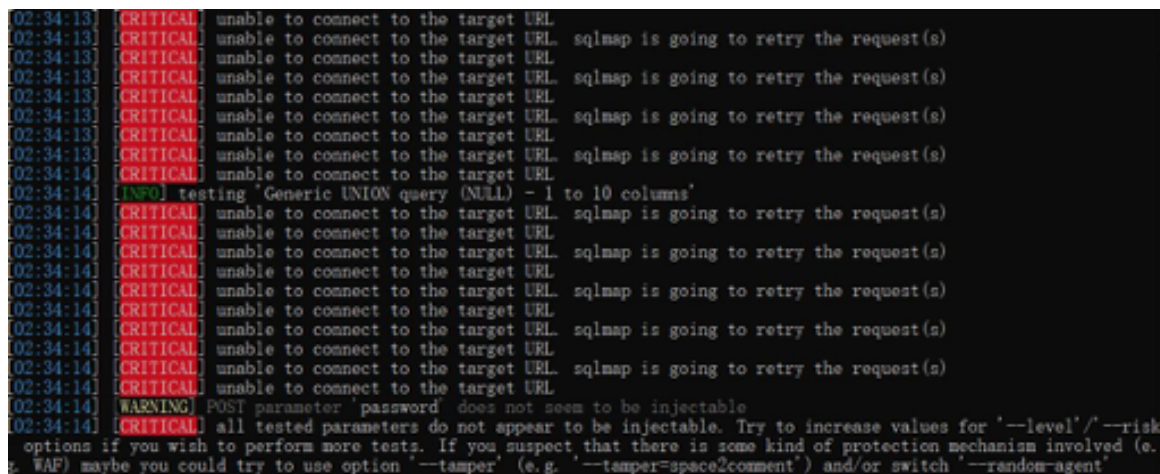 [02:34:13] [CRITICAL] unable to connect to the target URL
[02:34:13] [CRITICAL] unable to connect to the target URL. sqlmap is going to retry the request(s)
[02:34:13] [CRITICAL] unable to connect to the target URL
[02:34:13] [CRITICAL] unable to connect to the target URL. sqlmap is going to retry the request(s)
[02:34:13] [CRITICAL] unable to connect to the target URL
[02:34:13] [CRITICAL] unable to connect to the target URL. sqlmap is going to retry the request(s)
[02:34:13] [CRITICAL] unable to connect to the target URL
[02:34:13] [CRITICAL] unable to connect to the target URL. sqlmap is going to retry the request(s)
[02:34:14] [CRITICAL] unable to connect to the target URL
[02:34:14] [INFO] testing 'Generic UNION query (NULL) - 1 to 10 columns'
[02:34:14] [CRITICAL] unable to connect to the target URL. sqlmap is going to retry the request(s)
[02:34:14] [CRITICAL] unable to connect to the target URL
[02:34:14] [CRITICAL] unable to connect to the target URL. sqlmap is going to retry the request(s)
[02:34:14] [CRITICAL] unable to connect to the target URL
[02:34:14] [CRITICAL] unable to connect to the target URL. sqlmap is going to retry the request(s)
[02:34:14] [CRITICAL] unable to connect to the target URL
[02:34:14] [CRITICAL] unable to connect to the target URL. sqlmap is going to retry the request(s)
[02:34:14] [CRITICAL] unable to connect to the target URL
[02:34:14] [CRITICAL] unable to connect to the target URL. sqlmap is going to retry the request(s)
[02:34:14] [CRITICAL] unable to connect to the target URL
[02:34:14] [WARNING] POST parameter 'password' does not seem to be injectable
[02:34:14] [CRITICAL] all tested parameters do not appear to be injectable. Try to increase values for '--level'/'--risk
options if you wish to perform more tests. If you suspect that there is some kind of protection mechanism involved (e.
g. WAF) maybe you could try to use option '--tamper' (e.g. '--tamper=space2comment') and/or switch '--random-agent'